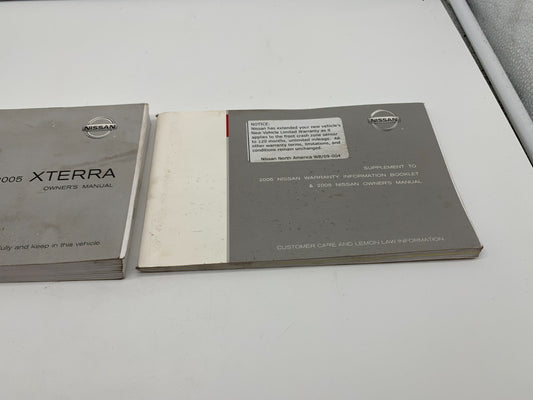 NISSAN
2005 XTERRA
OWNER'S MANUAL
and keep in this vehicle.
NOTICE:
Nissan has extended your new vehicle's
New Vehicle Limited Warranty as it
applies to the front crash zone sensor
to 120 months, unlimited mileage. All
other warranty terms, limitations, and
conditions remain unchanged.
Nissan North America WB/05-004
NISSAN
SUPPLEMENT TO
2005 NISSAN WARRANTY INFORMATION BOOKLET
& 2005 NISSAN OWNER'S MANUAL
CUSTOMER CARE AND LEMON LAW INFORMATION